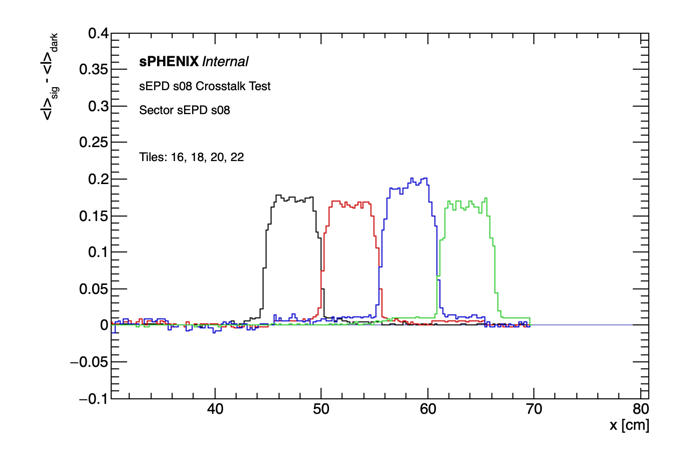 <I>sig - <I>dark
0.4
0.35
0.3
0.25
0.2
0.15
0.1
0.05
0
−0.05
−0.1
sPHENIX Internal
sEPD s08 Crosstalk Test
Sector sEPD s08
Tiles: 16, 18, 20, 22
40 50 60 70 80
x [cm]